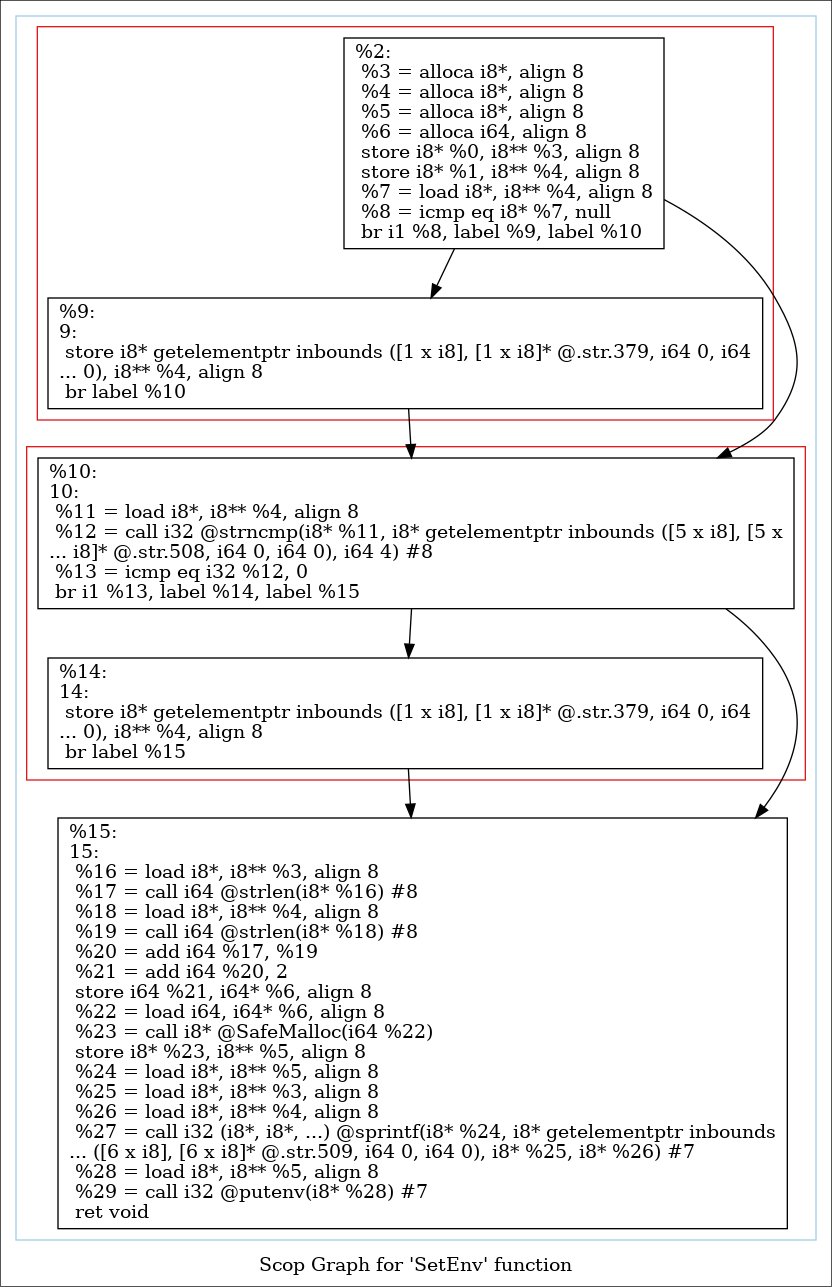 %2:
%3 = alloca i8*, align 8
%4 = alloca i8*, align 8
%5 = alloca i8*, align 8
%6 = alloca i64, align 8
store i8* %0, i8** %3, align 8
store i8* %1, i8** %4, align 8
%7 = load i8*, i8** %4, align 8
%8 = icmp eq i8* %7, null
br i1 %8, label %9, label %10
%9:
9:
store i8* getelementptr inbounds ([1 x i8], [1 x i8]* @.str.379, i64 0, i64
... 0), i8** %4, align 8
br label %10
%10:
10:
%11 = load i8*, i8** %4, align 8
%12 = call i32 @strncmp(i8* %11, i8* getelementptr inbounds ([5 x i8], [5 x
... i8]* @.str.508, i64 0, i64 0), i64 4) #8
%13 = icmp eq i32 %12, 0
br i1 %13, label %14, label %15
%14:
14:
store i8* getelementptr inbounds ([1 x i8], [1 x i8]* @.str.379, i64 0, i64
... 0), i8** %4, align 8
br label %15
%15:
15:
%16 = load i8*, i8** %3, align 8
%17 = call i64 @strlen(i8* %16) #8
%18 = load i8*, i8** %4, align 8
%19 = call i64 @strlen(i8* %18) #8
%20 = add i64 %17, %19
%21 = add i64 %20, 2
store i64 %21, i64* %6, align 8
%22 = load i64, i64* %6, align 8
%23 = call i8* @SafeMalloc(i64 %22)
store i8* %23, i8** %5, align 8
%24 = load i8*, i8** %5, align 8
%25 = load i8*, i8** %3, align 8
%26 = load i8*, i8** %4, align 8
%27 = call i32 (i8*, i8*, ...) @sprintf(i8* %24, i8* getelementptr inbounds
... ([6 x i8], [6 x i8]* @.str.509, i64 0, i64 0), i8* %25, i8* %26) #7
%28 = load i8*, i8** %5, align 8
%29 = call i32 @putenv(i8* %28) #7
ret void
Scop Graph for 'SetEnv' function